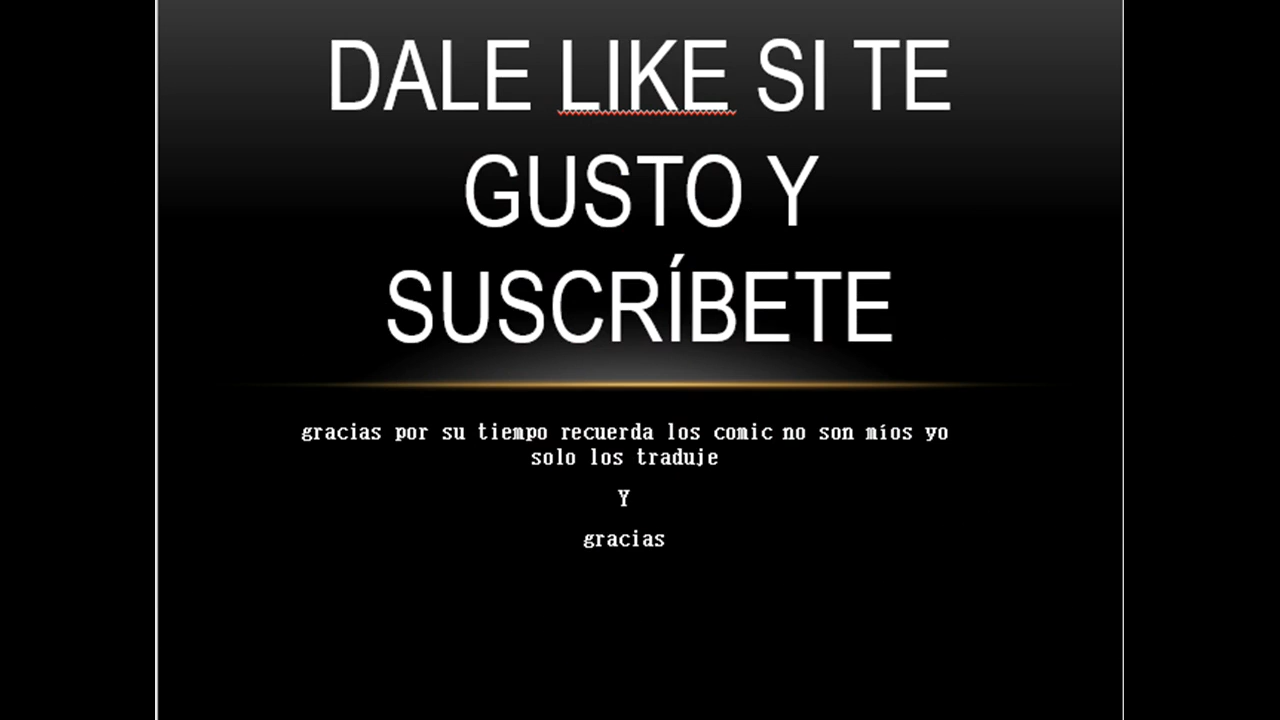 DALE LIKE SI TE
GUSTO Y
SUSCRÍBETE
gracias por su tiempo recuerda los comic no son míos yo
solo los traduje
Y
gracias